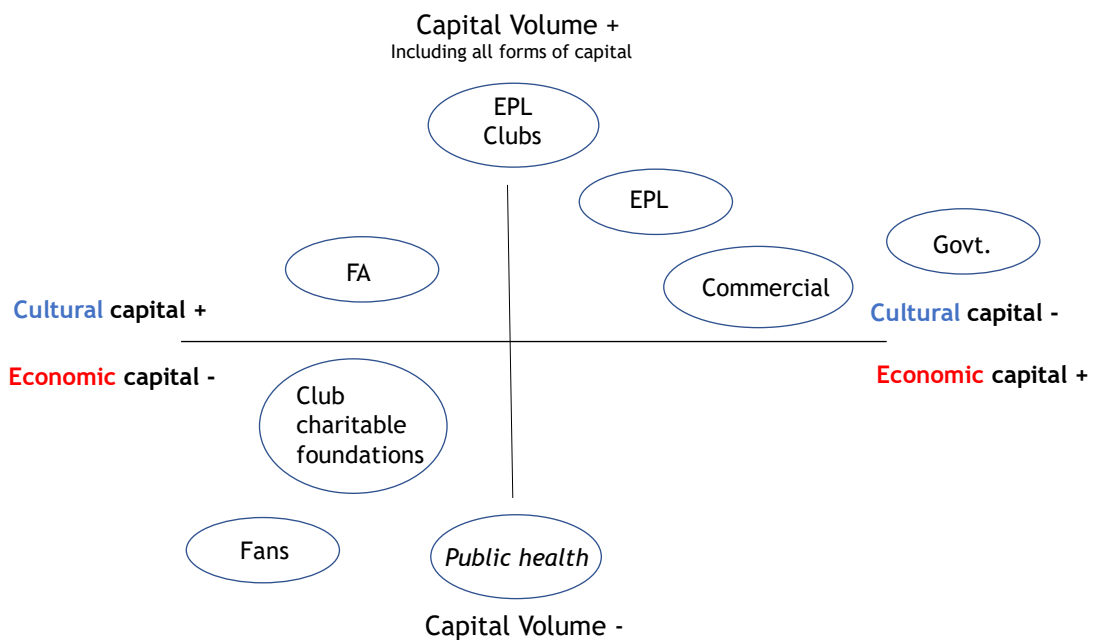 Capital Volume +
Including all forms of capital
EPL
Clubs
EPL
Govt.
FA
Commercial
Cultural capital +
Cultural capital -
Economic capital -
Economic capital +
Club
charitable
foundations
Fans
Public health
Capital Volume -